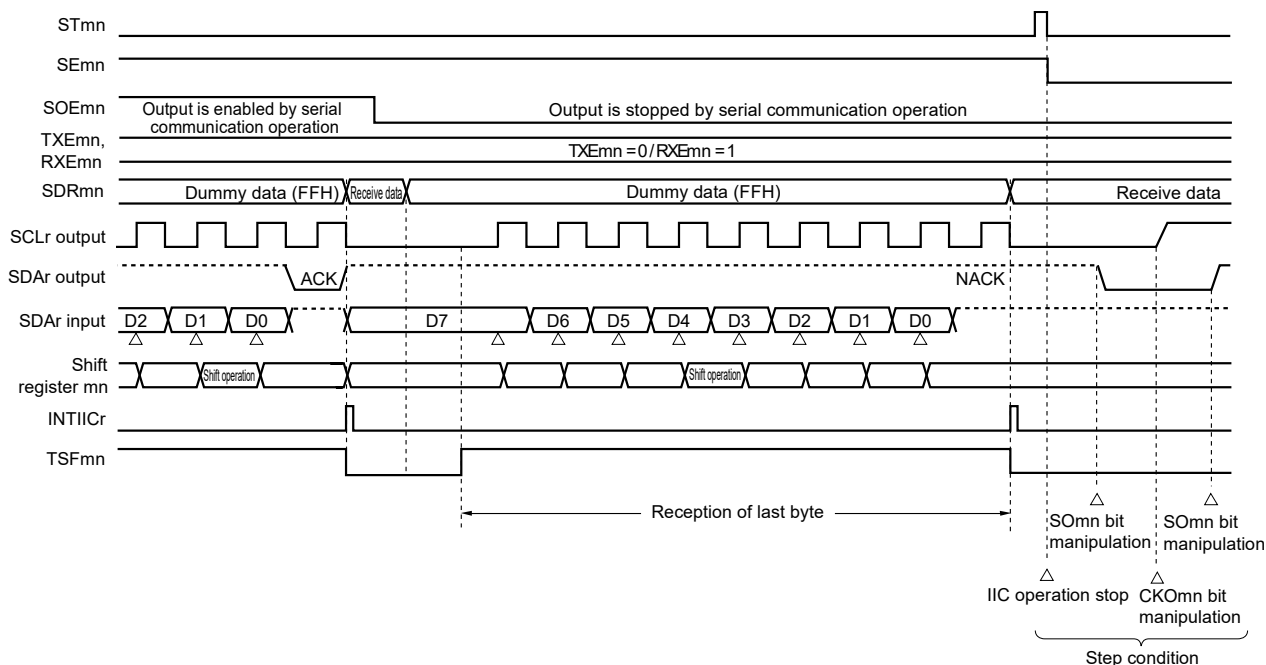 STmn
SEmn
SOEmn
Output is enabled by serial
communication operation
Output is stopped by serial communication operation
TXEmn,
RXEmn
TXEmn = 0 / RXEmn = 1
SDRmn
Dummy data (FFH)
Receive data
Dummy data (FFH)
Receive data
SCLr output
SDAr output
ACK
NACK
SDAr input
D2
D1
D0
D7
D6
D5
D4
D3
D2
D1
D0
Shift
register mn
Shift operation
Shift operation
INTIICr
TSFmn
Reception of last byte
SOmn bit
manipulation
SOmn bit
manipulation
IIC operation stop
CKOmn bit
manipulation
Step condition